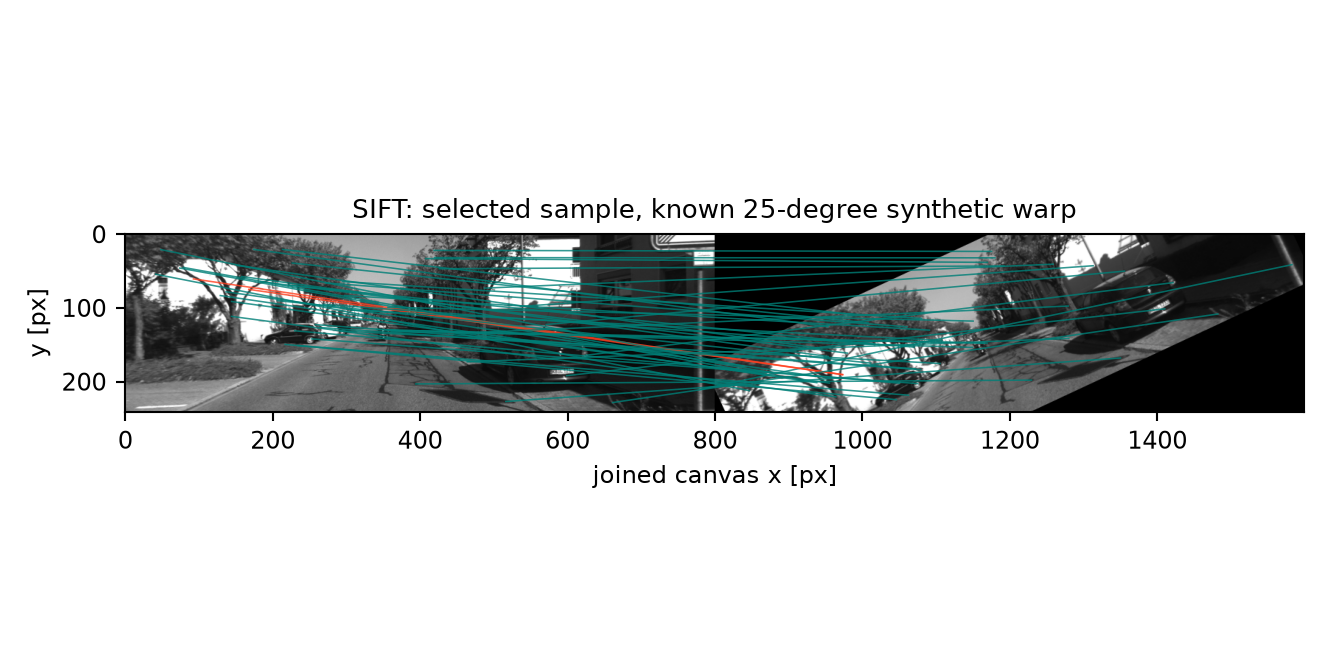 SIFT: selected sample, known 25-degree synthetic warp
0
100
200
y [px]
0 200 400 600 800 1000 1200 1400
joined canvas x [px]